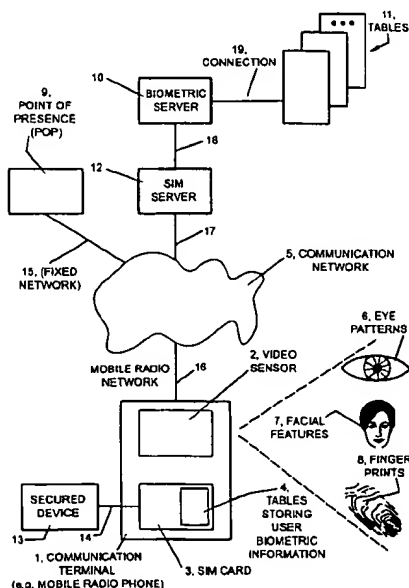 11,
TABLES
19,
CONNECTION
10
BIOMETRIC
SERVER
9,
POINT OF
PRESENCE
(POP)
18
12
SIM
SERVER
17
5, COMMUNICATION
NETWORK
15, (FIXED
NETWORK)
6, EYE
PATTERNS
MOBILE RADIO
NETWORK
16
2, VIDEO
SENSOR
7, FACIAL
FEATURES
8, FINGER
PRINTS
SECURED
DEVICE
13
14
4,
TABLES
STORING
USER
BIOMETRIC
INFORMATION
1, COMMUNICATION
TERMINAL
(e.g. MOBILE RADIO PHONE)
3, SIM CARD